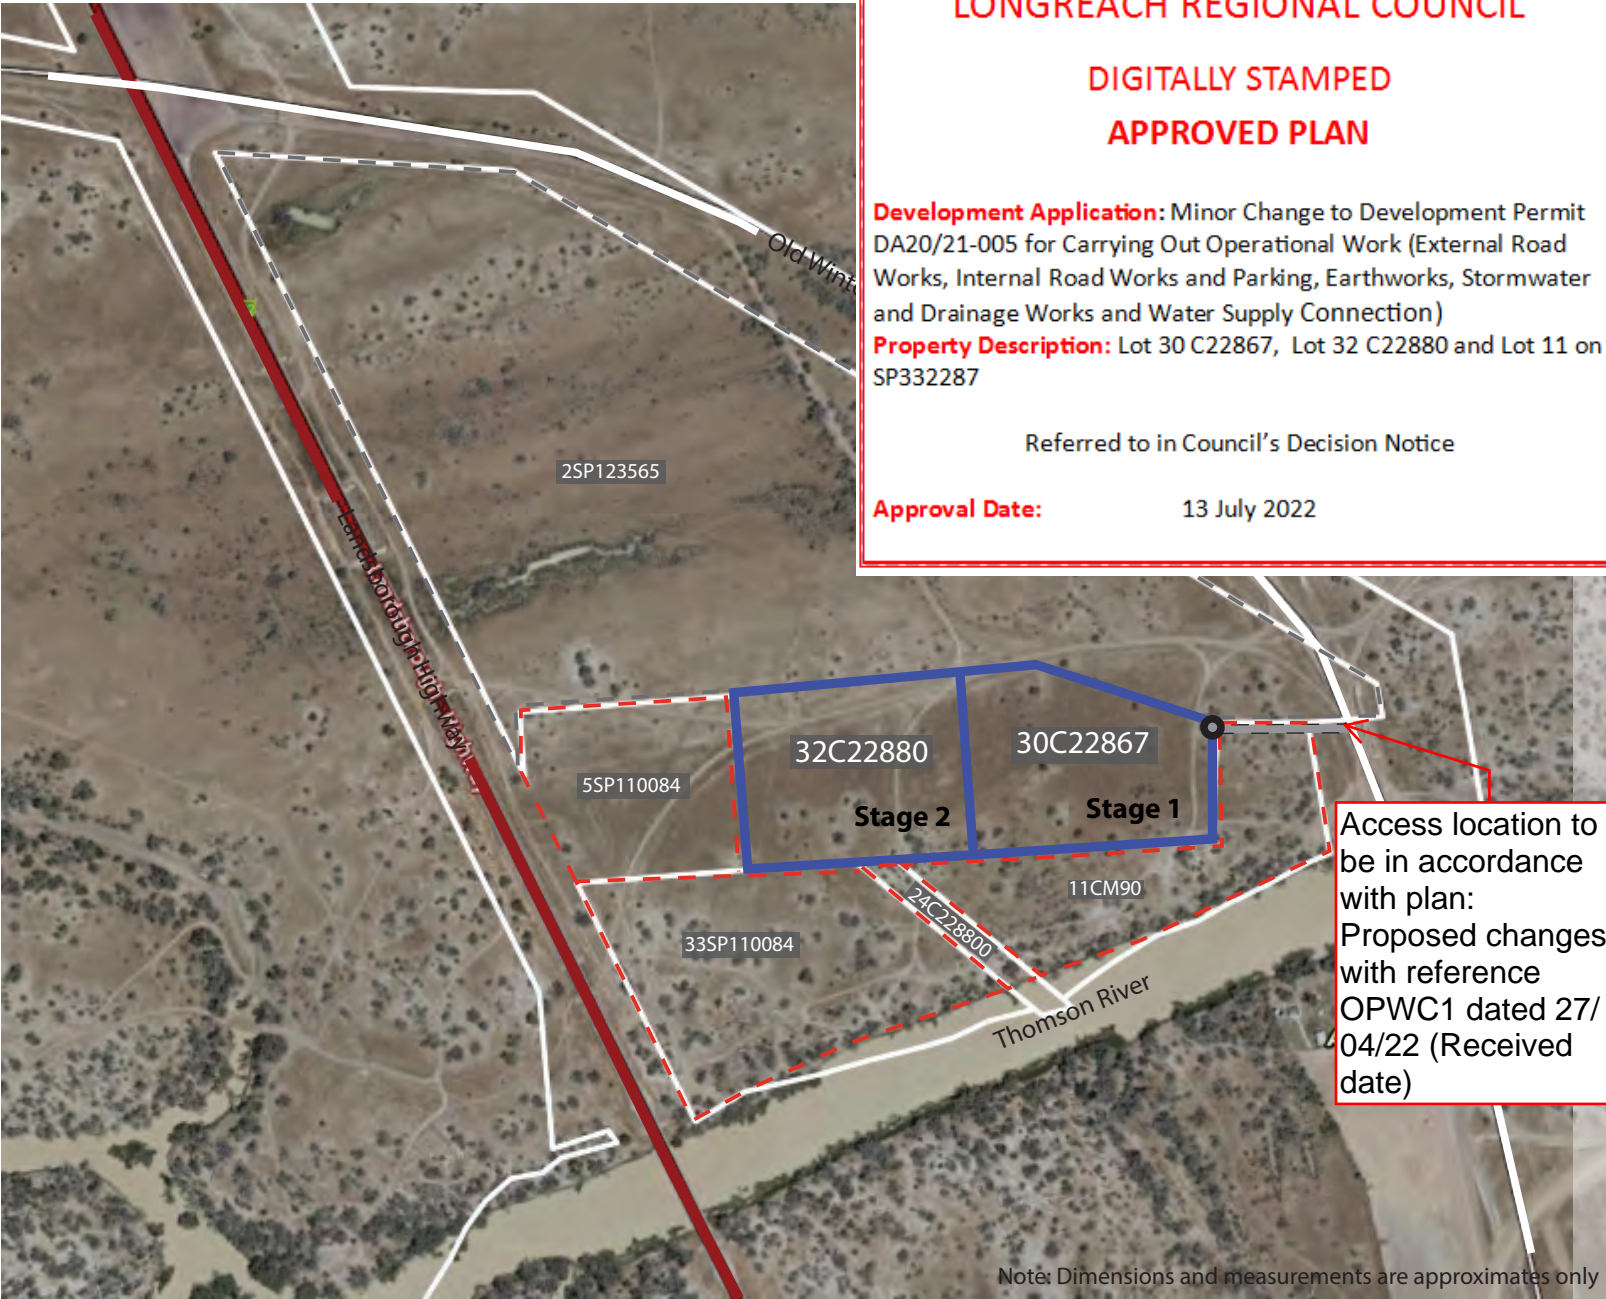 LONGREACH REGIONAL COUNCIL
DIGITALLY STAMPED
APPROVED PLAN
Development Application: Minor Change to Development Permit
DA20/21-005 for Carrying Out Operational Work (External Road
Works, Internal Road Works and Parking, Earthworks, Stormwater
and Drainage Works and Water Supply Connection)
Property Description: Lot 30 C22867, Lot 32 C22880 and Lot 11 on
SP332287
Referred to in Council's Decision Notice
Approval Date: 13 July 2022
Old Winto
2SP123565
Landsborough Highway
32C22880
30C22867
5SP110084
Stage 2
Stage 1
11CM90
24C228800
33SP110084
Thomson River
Access location to
be in accordance
with plan:
Proposed changes
with reference
OPWC1 dated 27/
04/22 (Received
date)
Note: Dimensions and measurements are approximates only